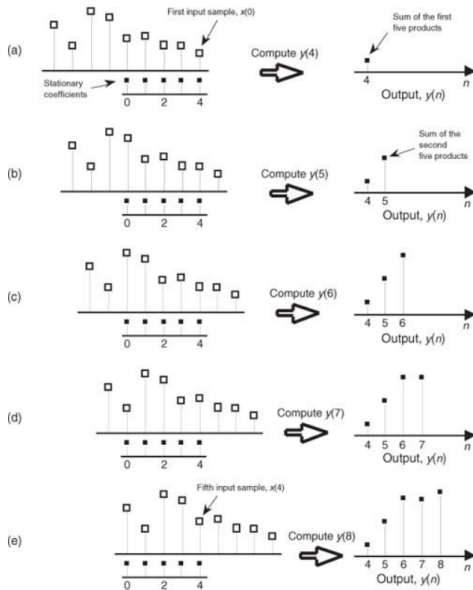 First input sample, x(0)
Sum of the first
five products
(a)
Compute y(4)
Stationary
coefficients
0 2 4
4
n
Output, y(n)
Sum of the
second
five products
(b)
Compute y(5)
0 2 4
4 5
n
Output, y(n)
(c)
Compute y(6)
0 2 4
4 5 6
n
Output, y(n)
(d)
Compute y(7)
0 2 4
4 5 6 7
n
Output, y(n)
Fifth input sample, x(4)
(e)
Compute y(8)
0 2 4
4 5 6 7 8
n
Output, y(n)